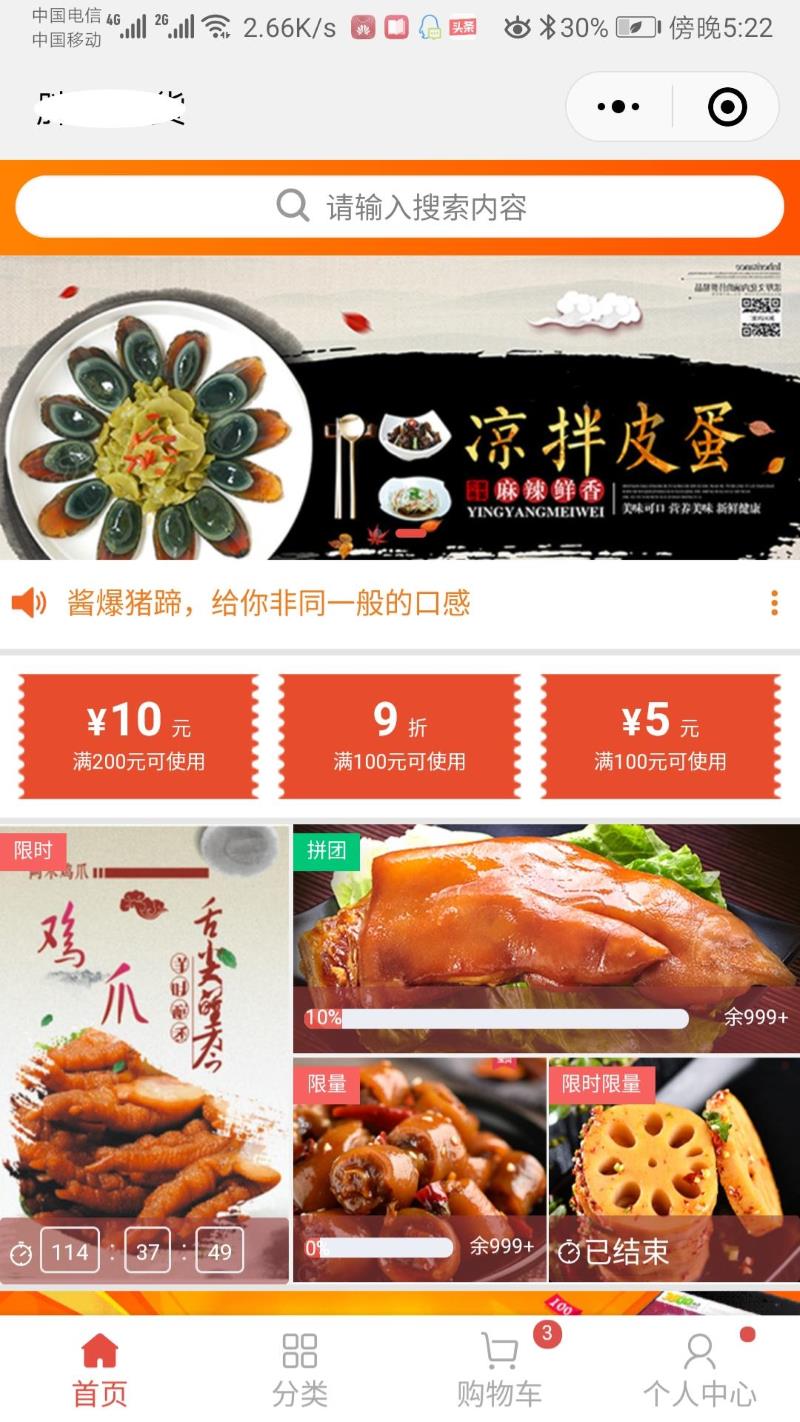 中国电信 4G 2G 2.66K/s 头条 30% 傍晚5:22
中国移动
请输入搜索内容
Inheritance
凉拌皮蛋
麻辣鲜香
YINGYANGMEIWEI
美味可口 营养美味 新鲜健康
酱爆猪蹄，给你非同一般的口感
¥10 元
满200元可使用
9 折
满100元可使用
¥5 元
满100元可使用
限时
鸡爪
舌尖
拼团
10%
余999+
限量
0%
余999+
限时限量
已结束
114 : 37 : 49
100
首页
分类
购物车
3
个人中心